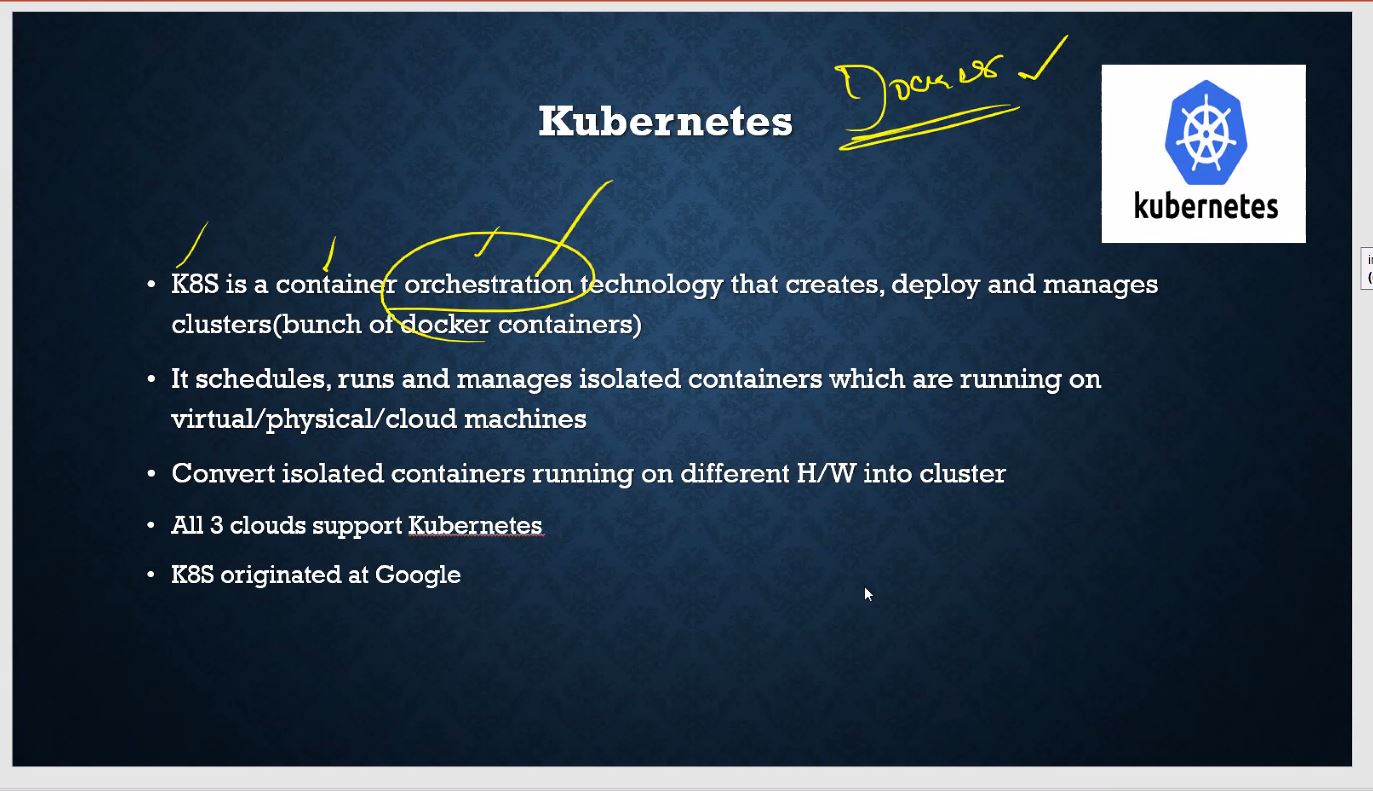 Docker
Kubernetes
kubernetes
• K8S is a container orchestration technology that creates, deploy and manages
clusters(bunch of docker containers)
• It schedules, runs and manages isolated containers which are running on
virtual/physical/cloud machines
• Convert isolated containers running on different H/W into cluster
• All 3 clouds support Kubernetes
• K8S originated at Google